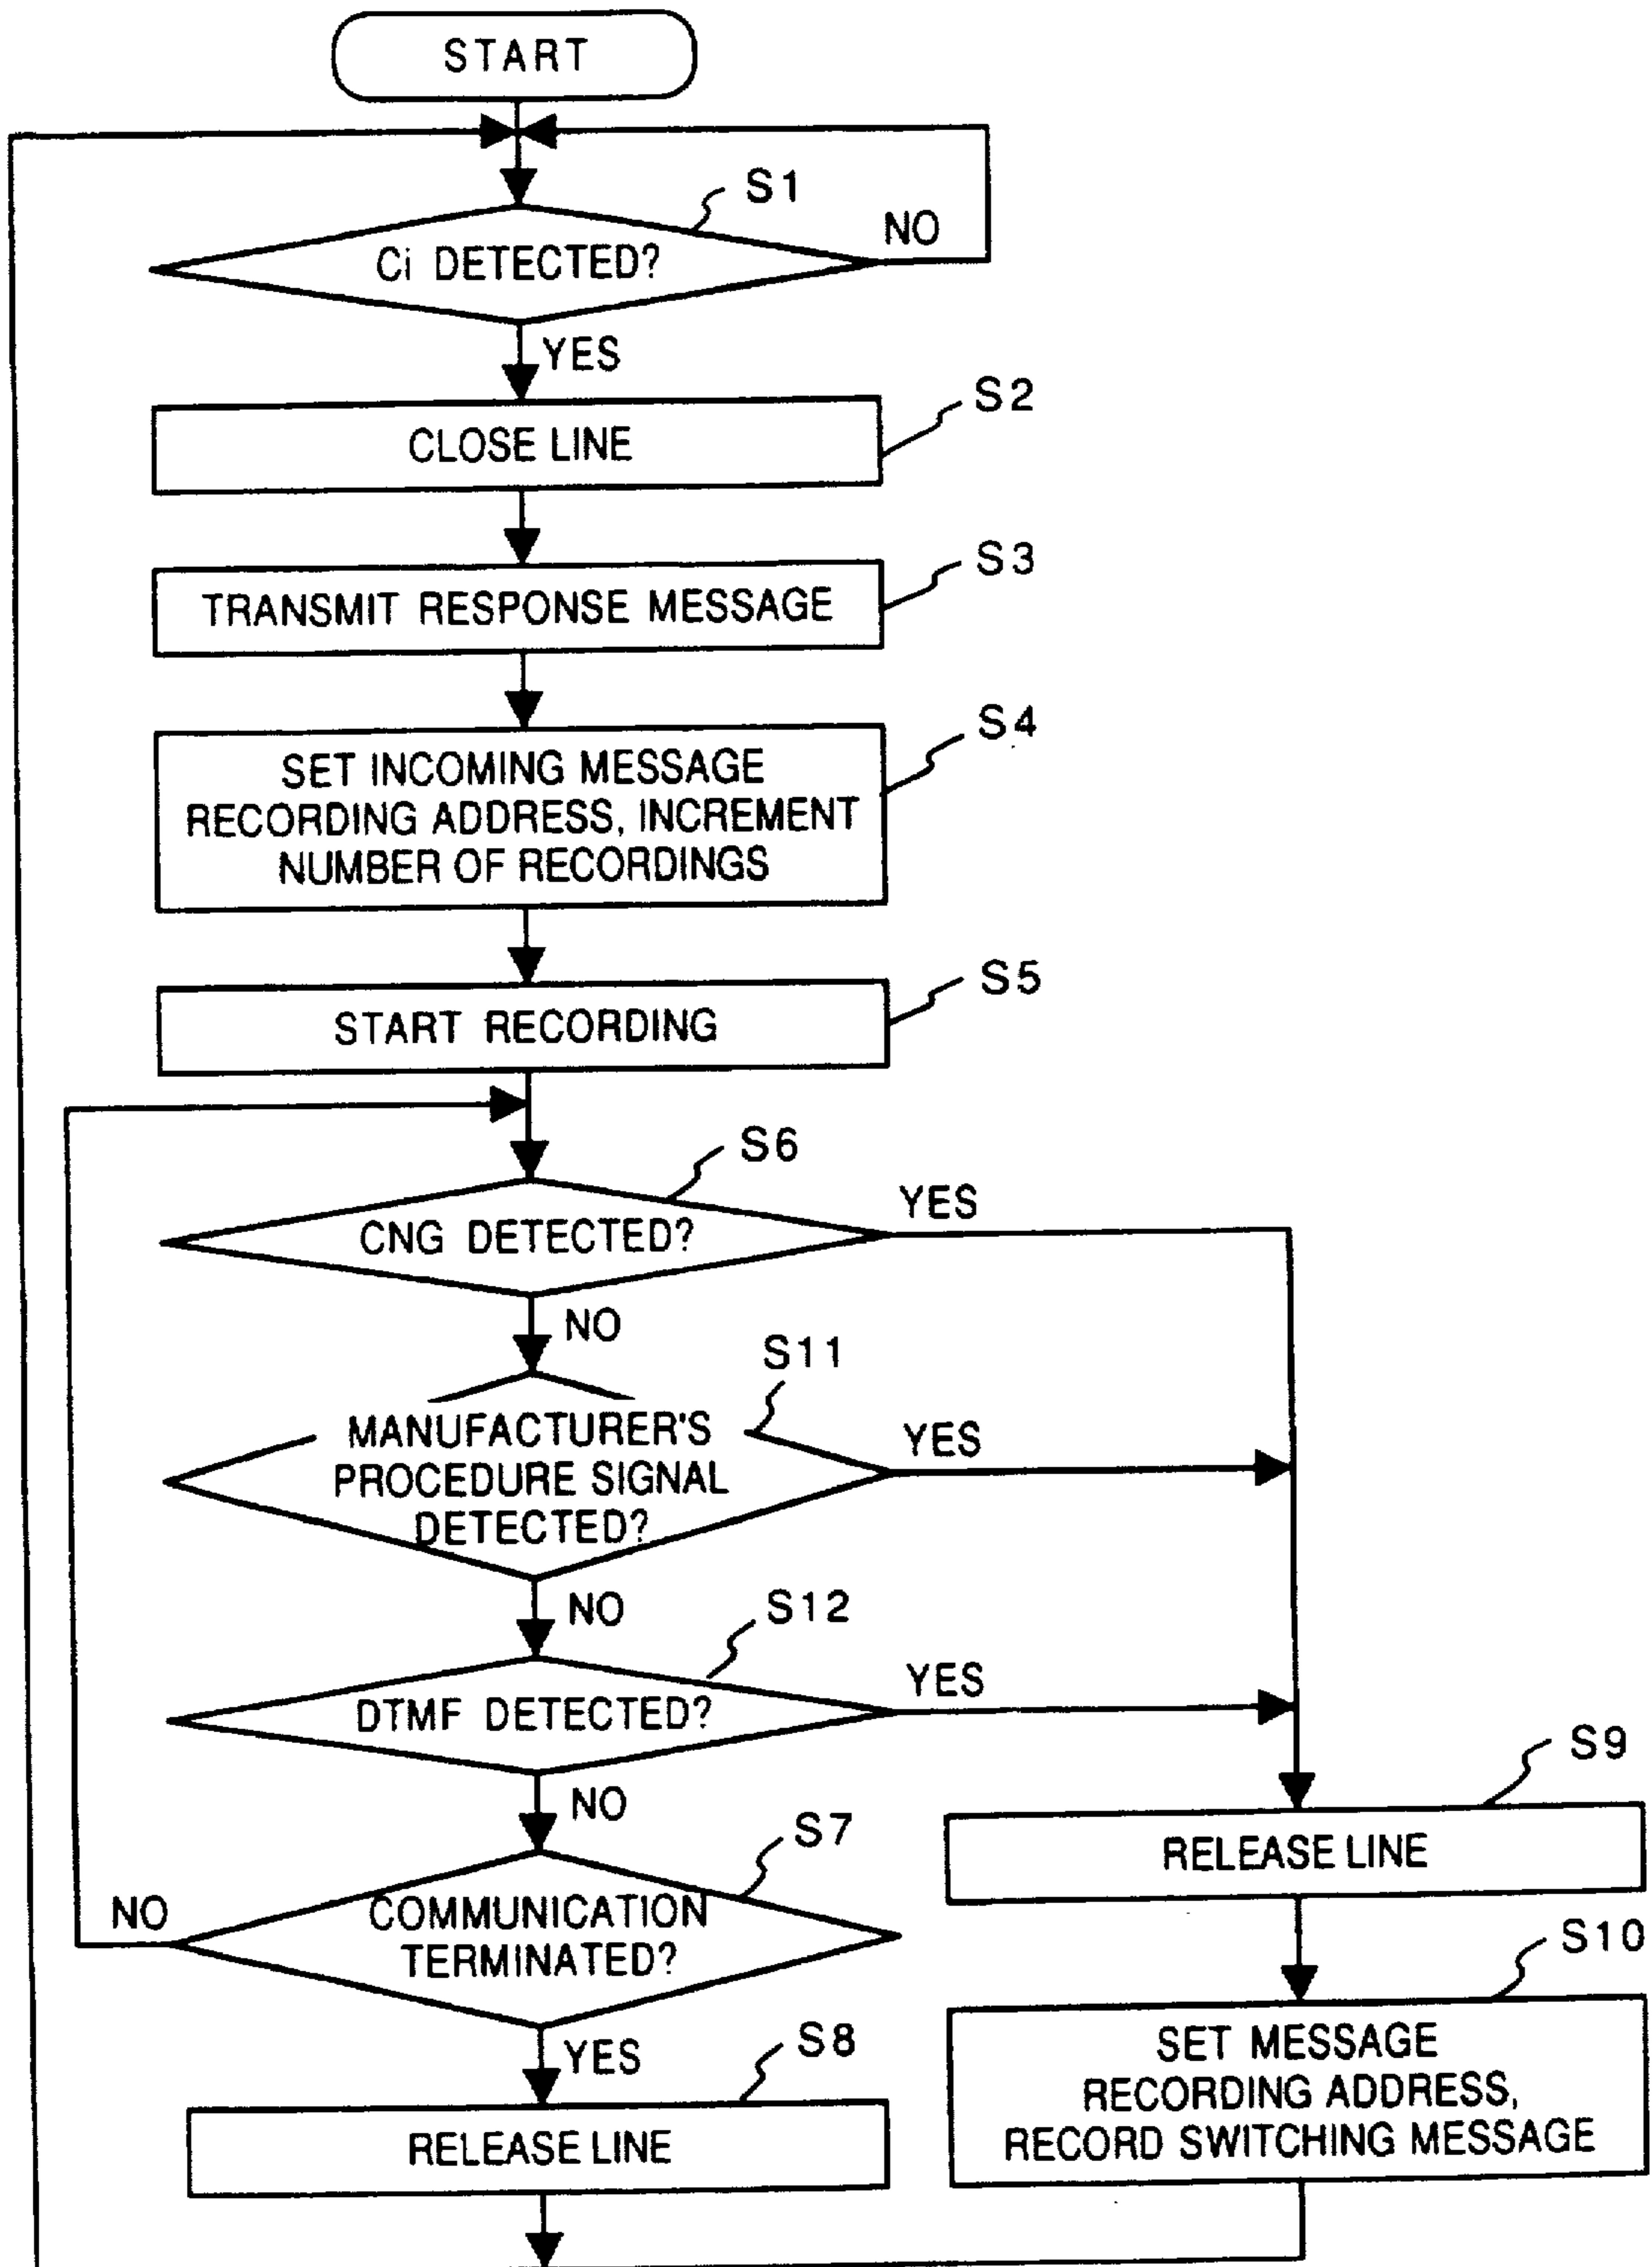 START
S1
NO
Ci DETECTED?
YES
S2
CLOSE LINE
S3
TRANSMIT RESPONSE MESSAGE
S4
SET INCOMING MESSAGE
RECORDING ADDRESS, INCREMENT
NUMBER OF RECORDINGS
S5
START RECORDING
S6
YES
CNG DETECTED?
NO
S11
MANUFACTURER'S
PROCEDURE SIGNAL
DETECTED?
YES
NO
S12
YES
DTMF DETECTED?
NO
S9
RELEASE LINE
S7
NO
COMMUNICATION
TERMINATED?
S10
SET MESSAGE
RECORDING ADDRESS,
RECORD SWITCHING MESSAGE
YES
S8
RELEASE LINE